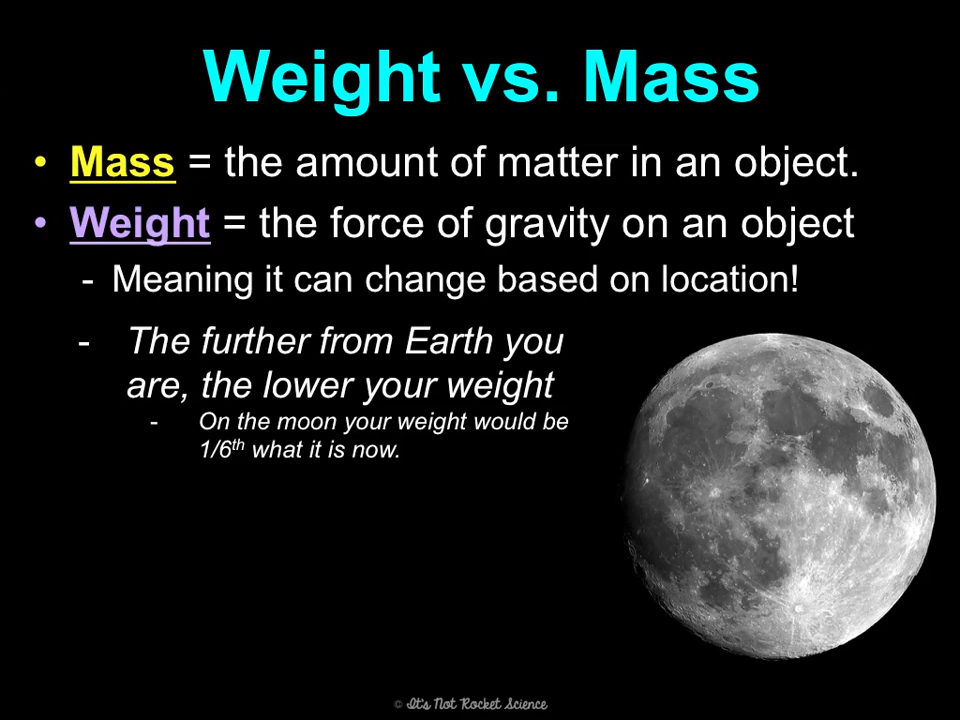 Weight vs. Mass
• Mass = the amount of matter in an object.
• Weight = the force of gravity on an object
- Meaning it can change based on location!
- The further from Earth you
are, the lower your weight
- On the moon your weight would be
1/6th what it is now.
© It's Not Rocket Science